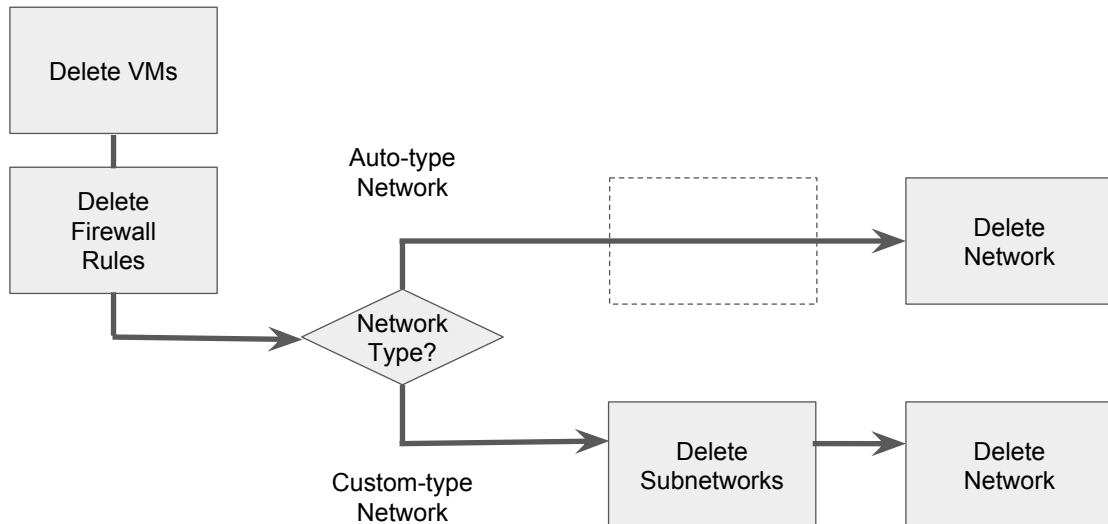 Delete VMs
Delete
Firewall
Rules
Auto-type
Network
Delete
Network
Network
Type?
Custom-type
Network
Delete
Subnetworks
Delete
Network